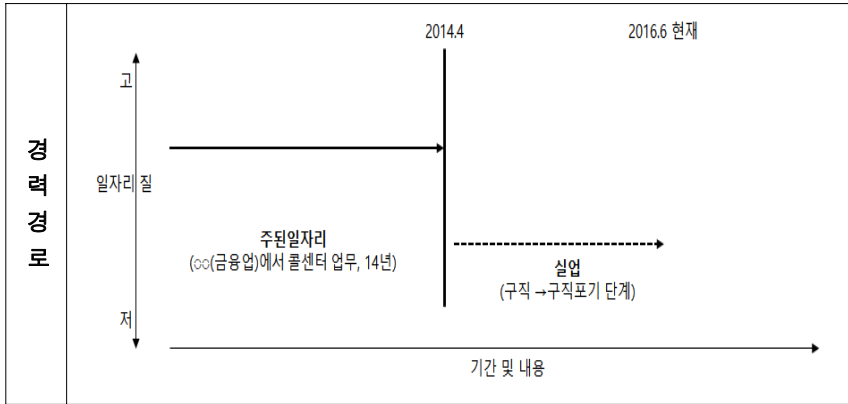 경력경로
2014.4
2016.6 현재
고
일자리 질
저
주된일자리
(○○(금융업)에서 콜센터 업무, 14년)
실업
(구직 →구직포기 단계)
기간 및 내용